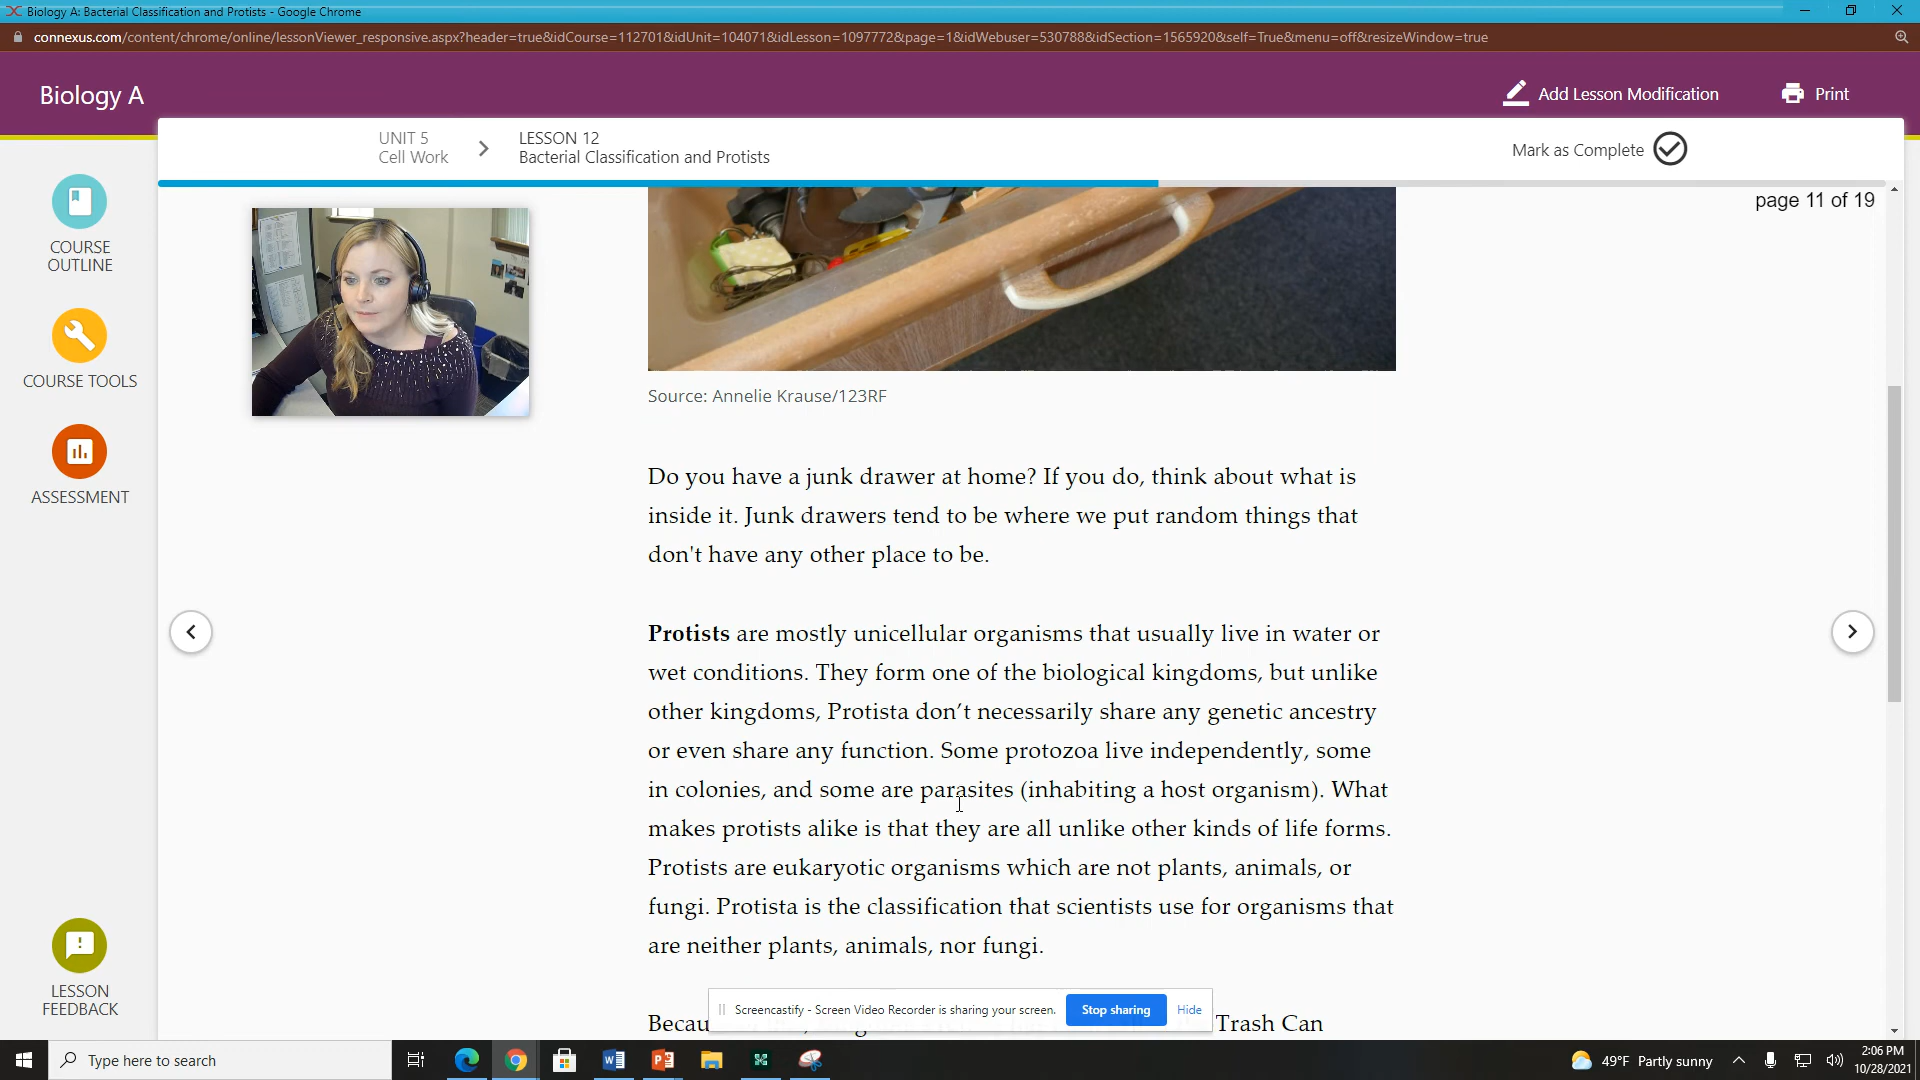 Biology A: Bacterial Classification and Protists - Google Chrome
connexus.com/content/chrome/online/lessonViewer_responsive.aspx?header=true&idCourse=112701&idUnit=104071&idLesson=1097772&page=1&idWebuser=530788&idSection=1565920&self=True&menu=off&resizeWindow=true
Biology A
Add Lesson Modification
Print
UNIT 5
Cell Work
LESSON 12
Bacterial Classification and Protists
Mark as Complete
page 11 of 19
COURSE
OUTLINE
COURSE TOOLS
ASSESSMENT
LESSON
FEEDBACK
Source: Annelie Krause/123RF
Do you have a junk drawer at home? If you do, think about what is
inside it. Junk drawers tend to be where we put random things that
don't have any other place to be.
Protists are mostly unicellular organisms that usually live in water or
wet conditions. They form one of the biological kingdoms, but unlike
other kingdoms, Protista don’t necessarily share any genetic ancestry
or even share any function. Some protozoa live independently, some
in colonies, and some are parasites (inhabiting a host organism). What
makes protists alike is that they are all unlike other kinds of life forms.
Protists are eukaryotic organisms which are not plants, animals, or
fungi. Protista is the classification that scientists use for organisms that
are neither plants, animals, nor fungi.
Trash Can
Screencastify - Screen Video Recorder is sharing your screen.
Stop sharing
Hide
Type here to search
49°F Partly sunny
2:06 PM
10/28/2021